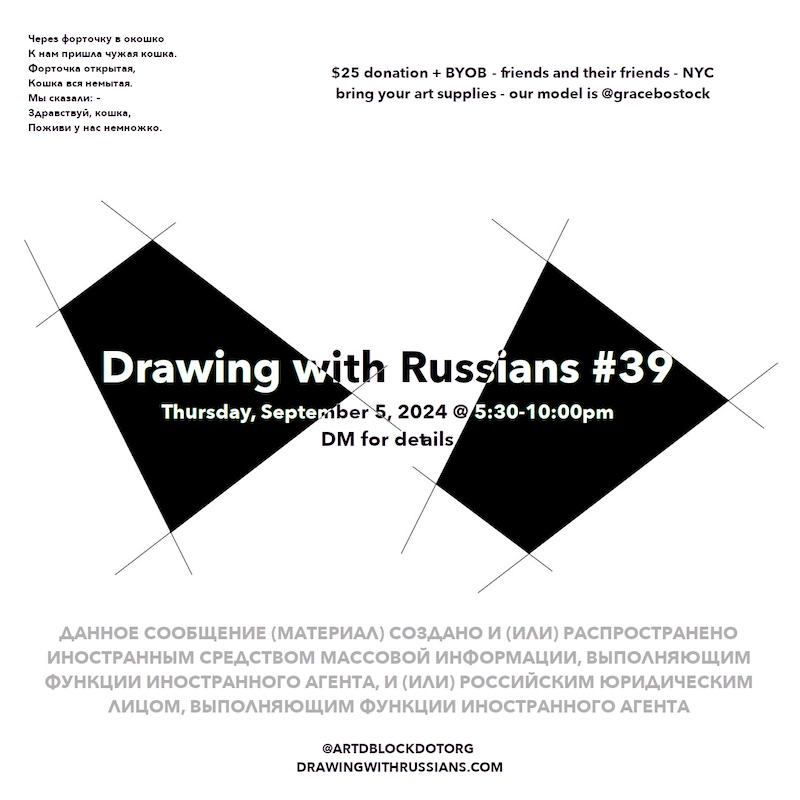 Через форточку в окошко
К нам пришла чужая кошка.
Форточка открытая,
Кошка вся немытая.
Мы сказали: -
Здравствуй, кошка,
Поживи у нас немножко.
$25 donation + BYOB - friends and their friends - NYC
bring your art supplies - our model is @gracebostock
Drawing with Russians #39
Thursday, September 5, 2024 @ 5:30-10:00pm
DM for details
ДАННОЕ СООБЩЕНИЕ (МАТЕРИАЛ) СОЗДАНО И (ИЛИ) РАСПРОСТРАНЕНО
ИНОСТРАННЫМ СРЕДСТВОМ МАССОВОЙ ИНФОРМАЦИИ, ВЫПОЛНЯЮЩИМ
ФУНКЦИИ ИНОСТРАННОГО АГЕНТА, И (ИЛИ) РОССИЙСКИМ ЮРИДИЧЕСКИМ
ЛИЦОМ, ВЫПОЛНЯЮЩИМ ФУНКЦИИ ИНОСТРАННОГО АГЕНТА
@ARTDBLOCKDOTORG
DRAWINGWITHRUSSIANS.COM